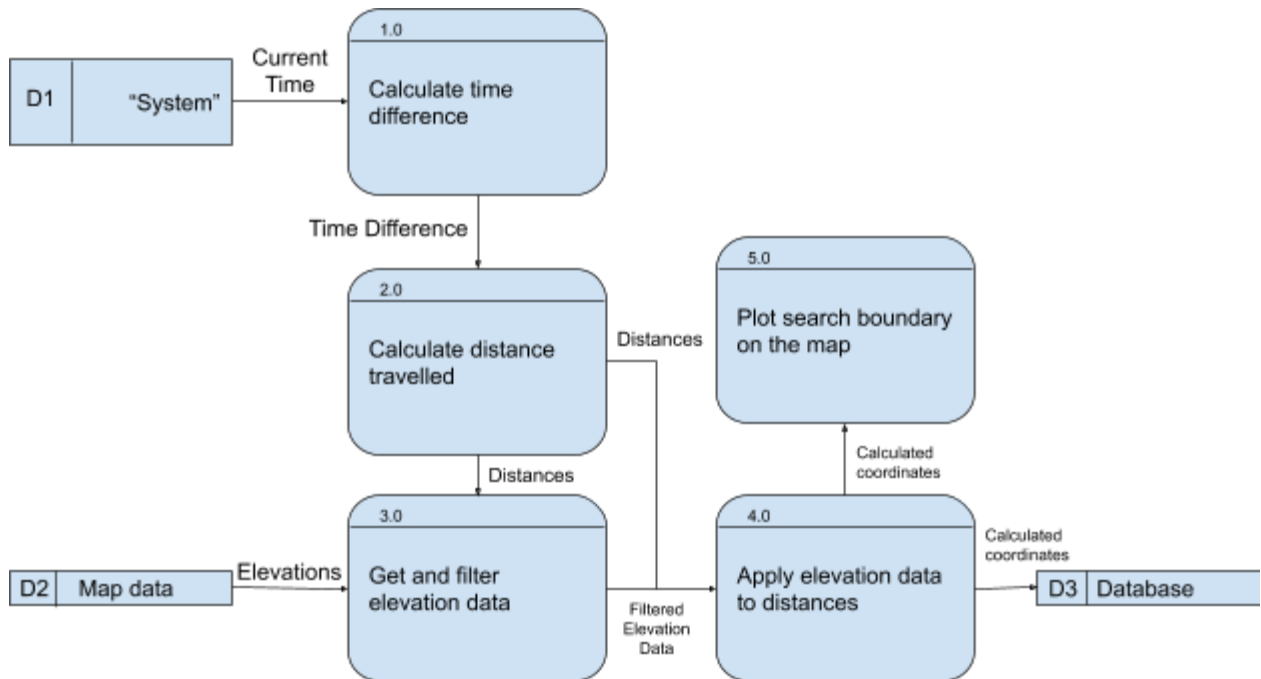 1.0
Current
Time
Calculate time
difference
D1
“System”
Time Difference
5.0
Plot search boundary
on the map
2.0
Calculate distance
travelled
Distances
Distances
Calculated
coordinates
3.0
Get and filter
elevation data
4.0
Apply elevation data
to distances
Calculated
coordinates
D2
Map data
Elevations
Filtered
Elevation
Data
D3
Database